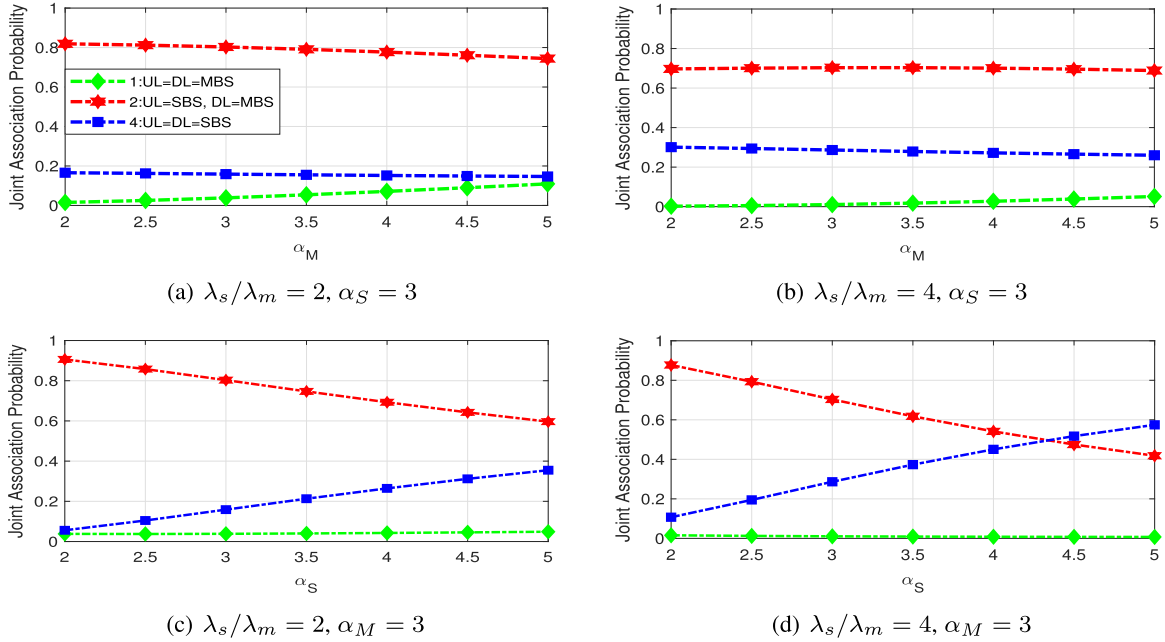 Joint Association Probability
1
0.8
0.6
0.4
0.2
0
1:UL=DL=MBS
2:UL=SBS, DL=MBS
4:UL=DL=SBS
2 2.5 3 3.5 4 4.5 5
α_M
(a) λ_s/λ_m = 2, α_S = 3
Joint Association Probability
1
0.8
0.6
0.4
0.2
0
2 2.5 3 3.5 4 4.5 5
α_M
(b) λ_s/λ_m = 4, α_S = 3
Joint Association Probability
1
0.8
0.6
0.4
0.2
0
2 2.5 3 3.5 4 4.5 5
α_S
(c) λ_s/λ_m = 2, α_M = 3
Joint Association Probability
1
0.8
0.6
0.4
0.2
0
2 2.5 3 3.5 4 4.5 5
α_S
(d) λ_s/λ_m = 4, α_M = 3